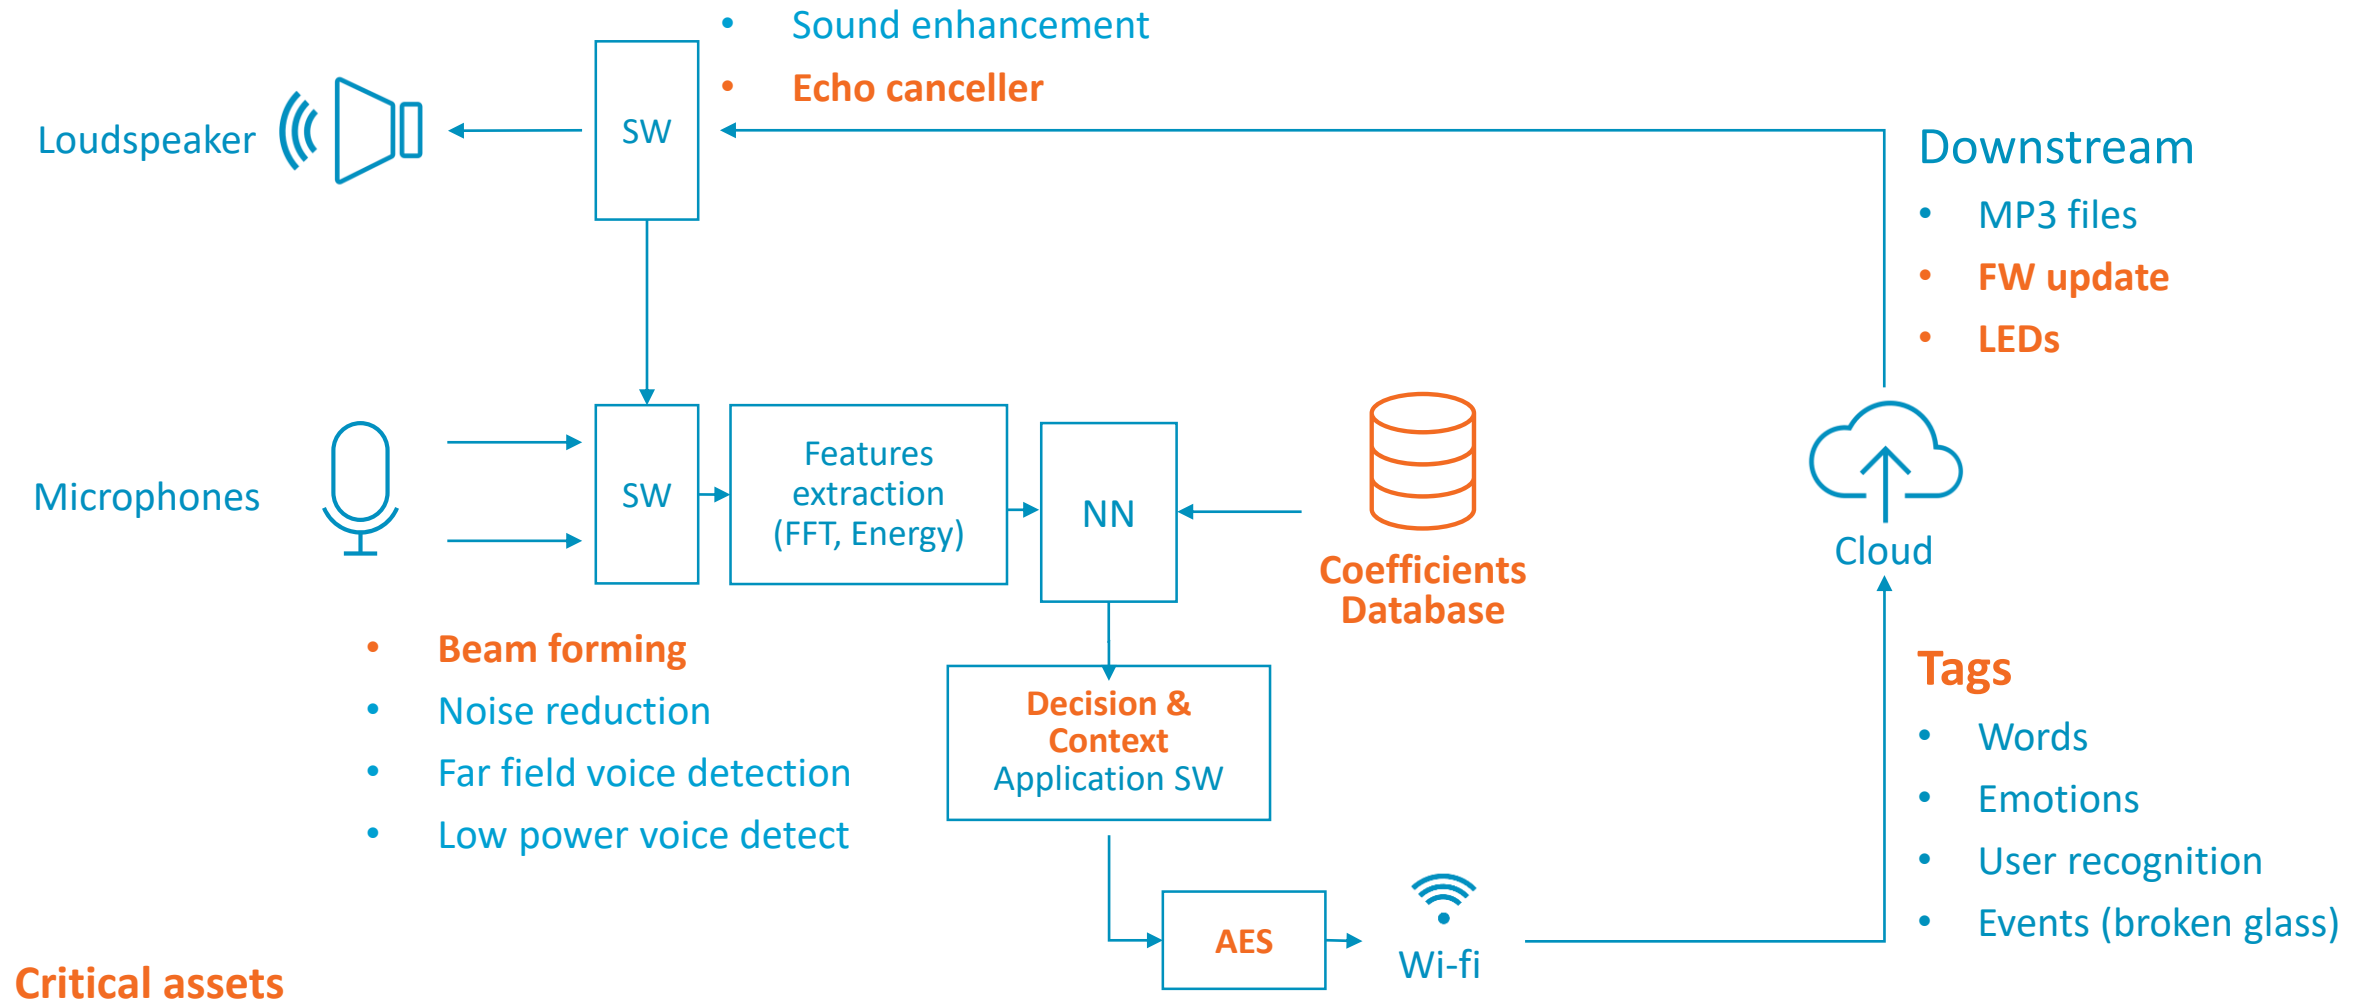 Sound enhancement
Echo canceller
Loudspeaker
SW
Downstream
MP3 files
FW update
LEDs
Microphones
SW
Features
extraction
(FFT, Energy)
NN
Coefficients
Database
Cloud
Beam forming
Noise reduction
Far field voice detection
Low power voice detect
Decision &
Context
Application SW
Tags
Words
Emotions
User recognition
Events (broken glass)
AES
Wi-fi
Critical assets